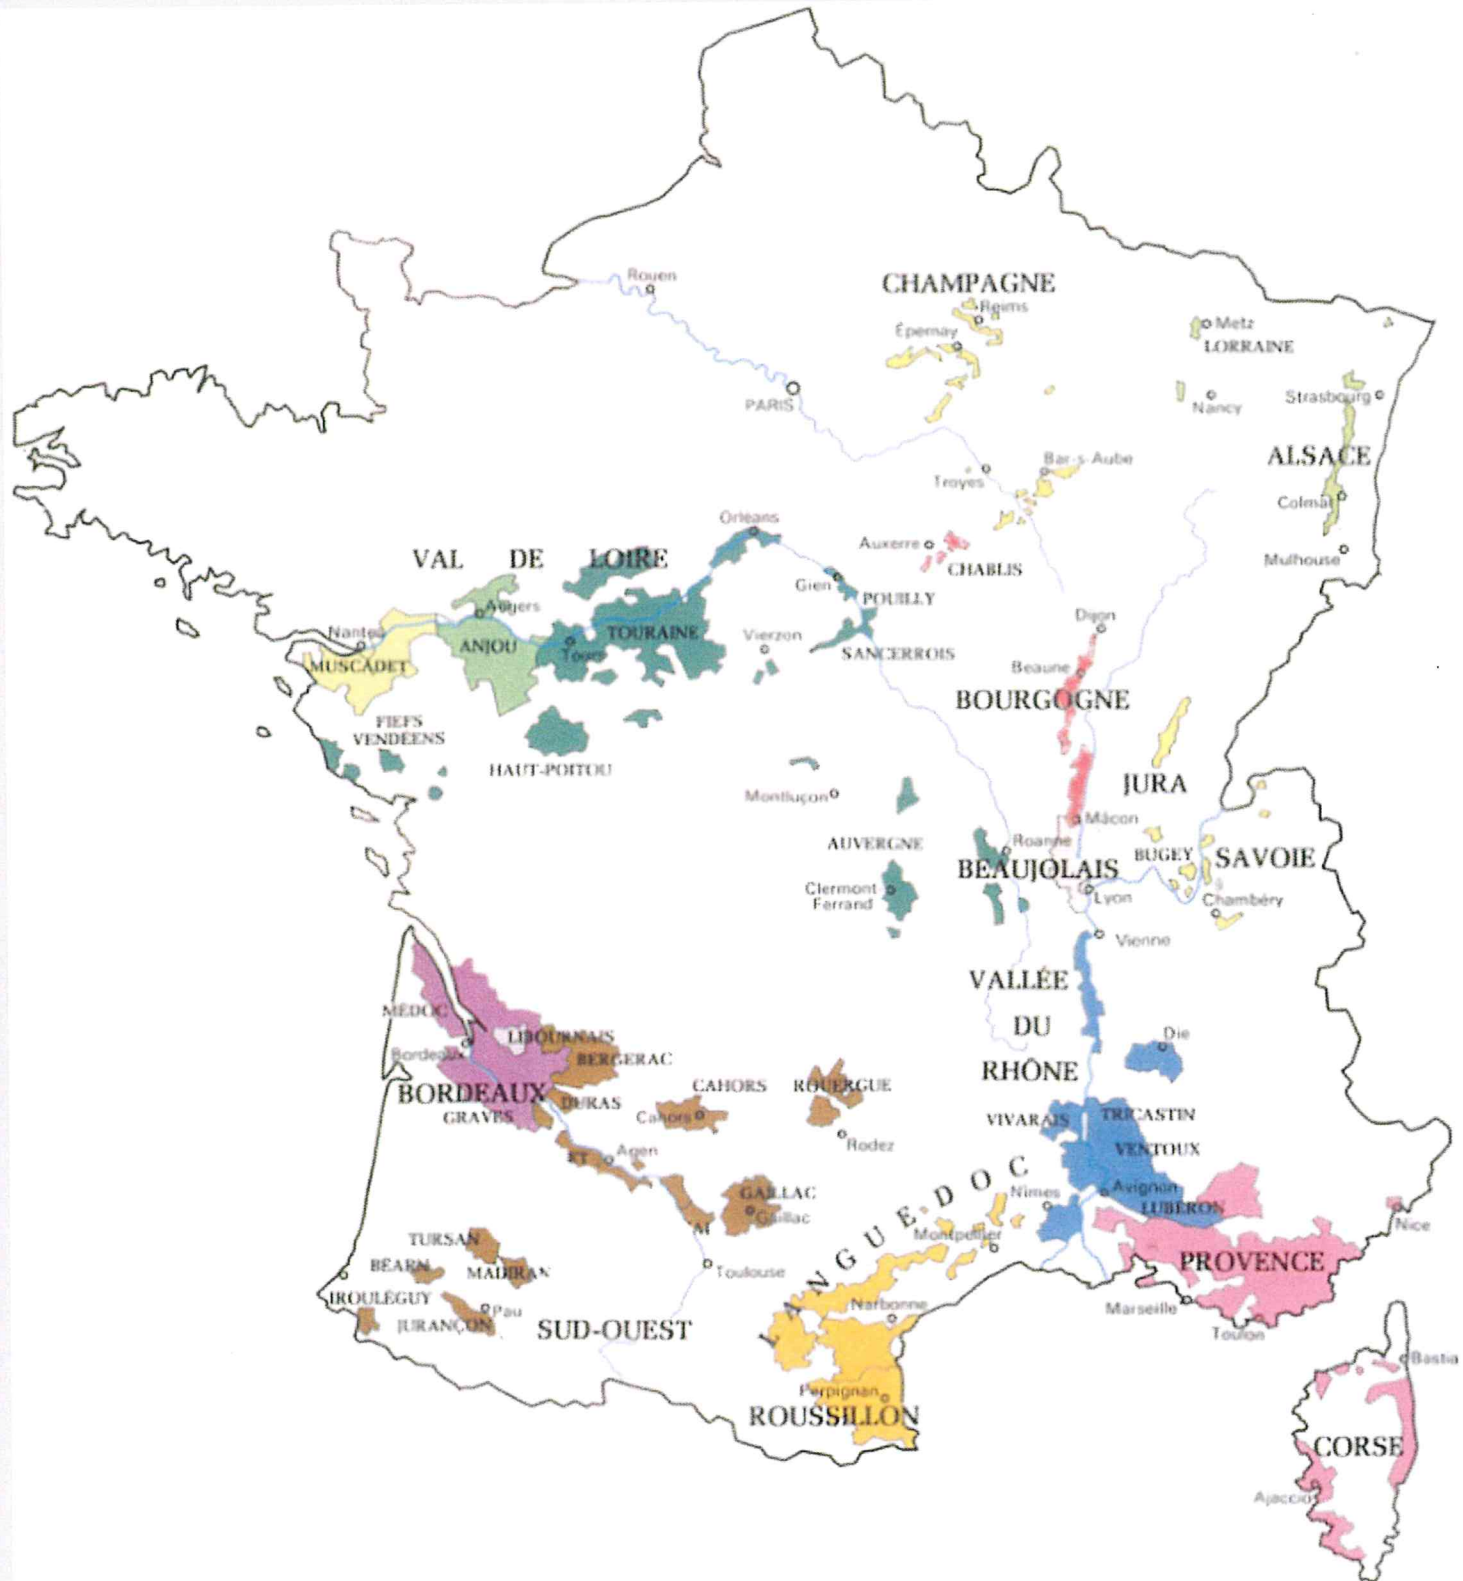 Rouen
CHAMPAGNE
Reims
Épernay
Metz
LORRAINE
PARIS
Nancy
Strasbourg
ALSACE
Bar-s-Aube
Troyes
Colmar
Orléans
Auxerre
CHABLIS
Mulhouse
VAL DE LOIRE
Gien
POUILLY
Angers
Nantes
ANJOU
Tours
TOURAINE
Vierzon
SANCERROIS
Dijon
MUSCADET
Beaune
BOURGOGNE
FIEFS
VENDÉENS
HAUT-POITOU
Montluçon
JURA
Mâcon
AUVERGNE
Roanne
BEAUJOLAIS
BUGEY
SAVOIE
Clermont
Ferrand
Lyon
Chambéry
Vienne
VALLÉE
DU
RHÔNE
MÉDOC
LIBOURNAIS
Die
Bordeaux
BERGERAC
BORDEAUX
CAHORS
ROUERGUE
GRAVES
DURAS
Cahors
VIVARAIS
TRICASTIN
Rodez
ET
Agen
VENTOUX
LANGUEDOC
GAILLAC
Gaillac
Nîmes
Avignon
LUBERON
Nice
TURSAN
Montpellier
BÉARN
MADIRAN
Toulouse
PROVENCE
IROULÉGUY
Pau
JURANÇON
SUD-OUEST
Narbonne
Marseille
Toulon
Bastia
Perpignan
ROUSSILLON
CORSE
Ajaccio